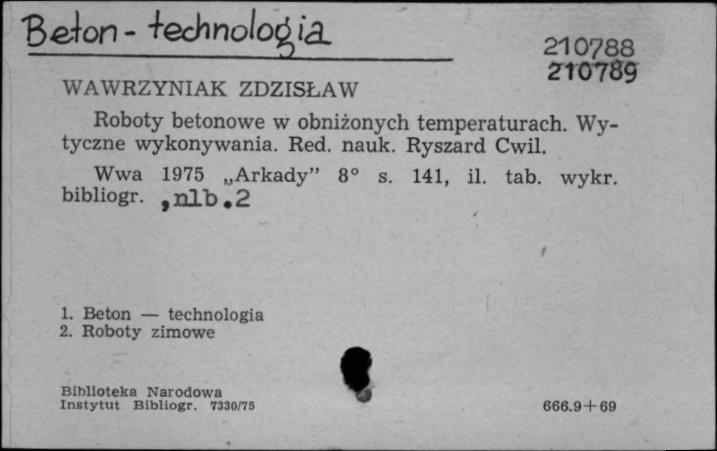 Beton - technologia
210788
210789
WAWRZYNIAK ZDZISŁAW
Roboty betonowe w obniżonych temperaturach. Wy-
tyczne wykonywania. Red. nauk. Ryszard Cwil.
Wwa 1975 „Arkady” 8° s. 141, il. tab. wykr.
bibliogr. , nlb. 2
1. Beton — technologia
2. Roboty zimowe
Biblioteka Narodowa
Instytut Bibliogr. 7330/75
666.9+69